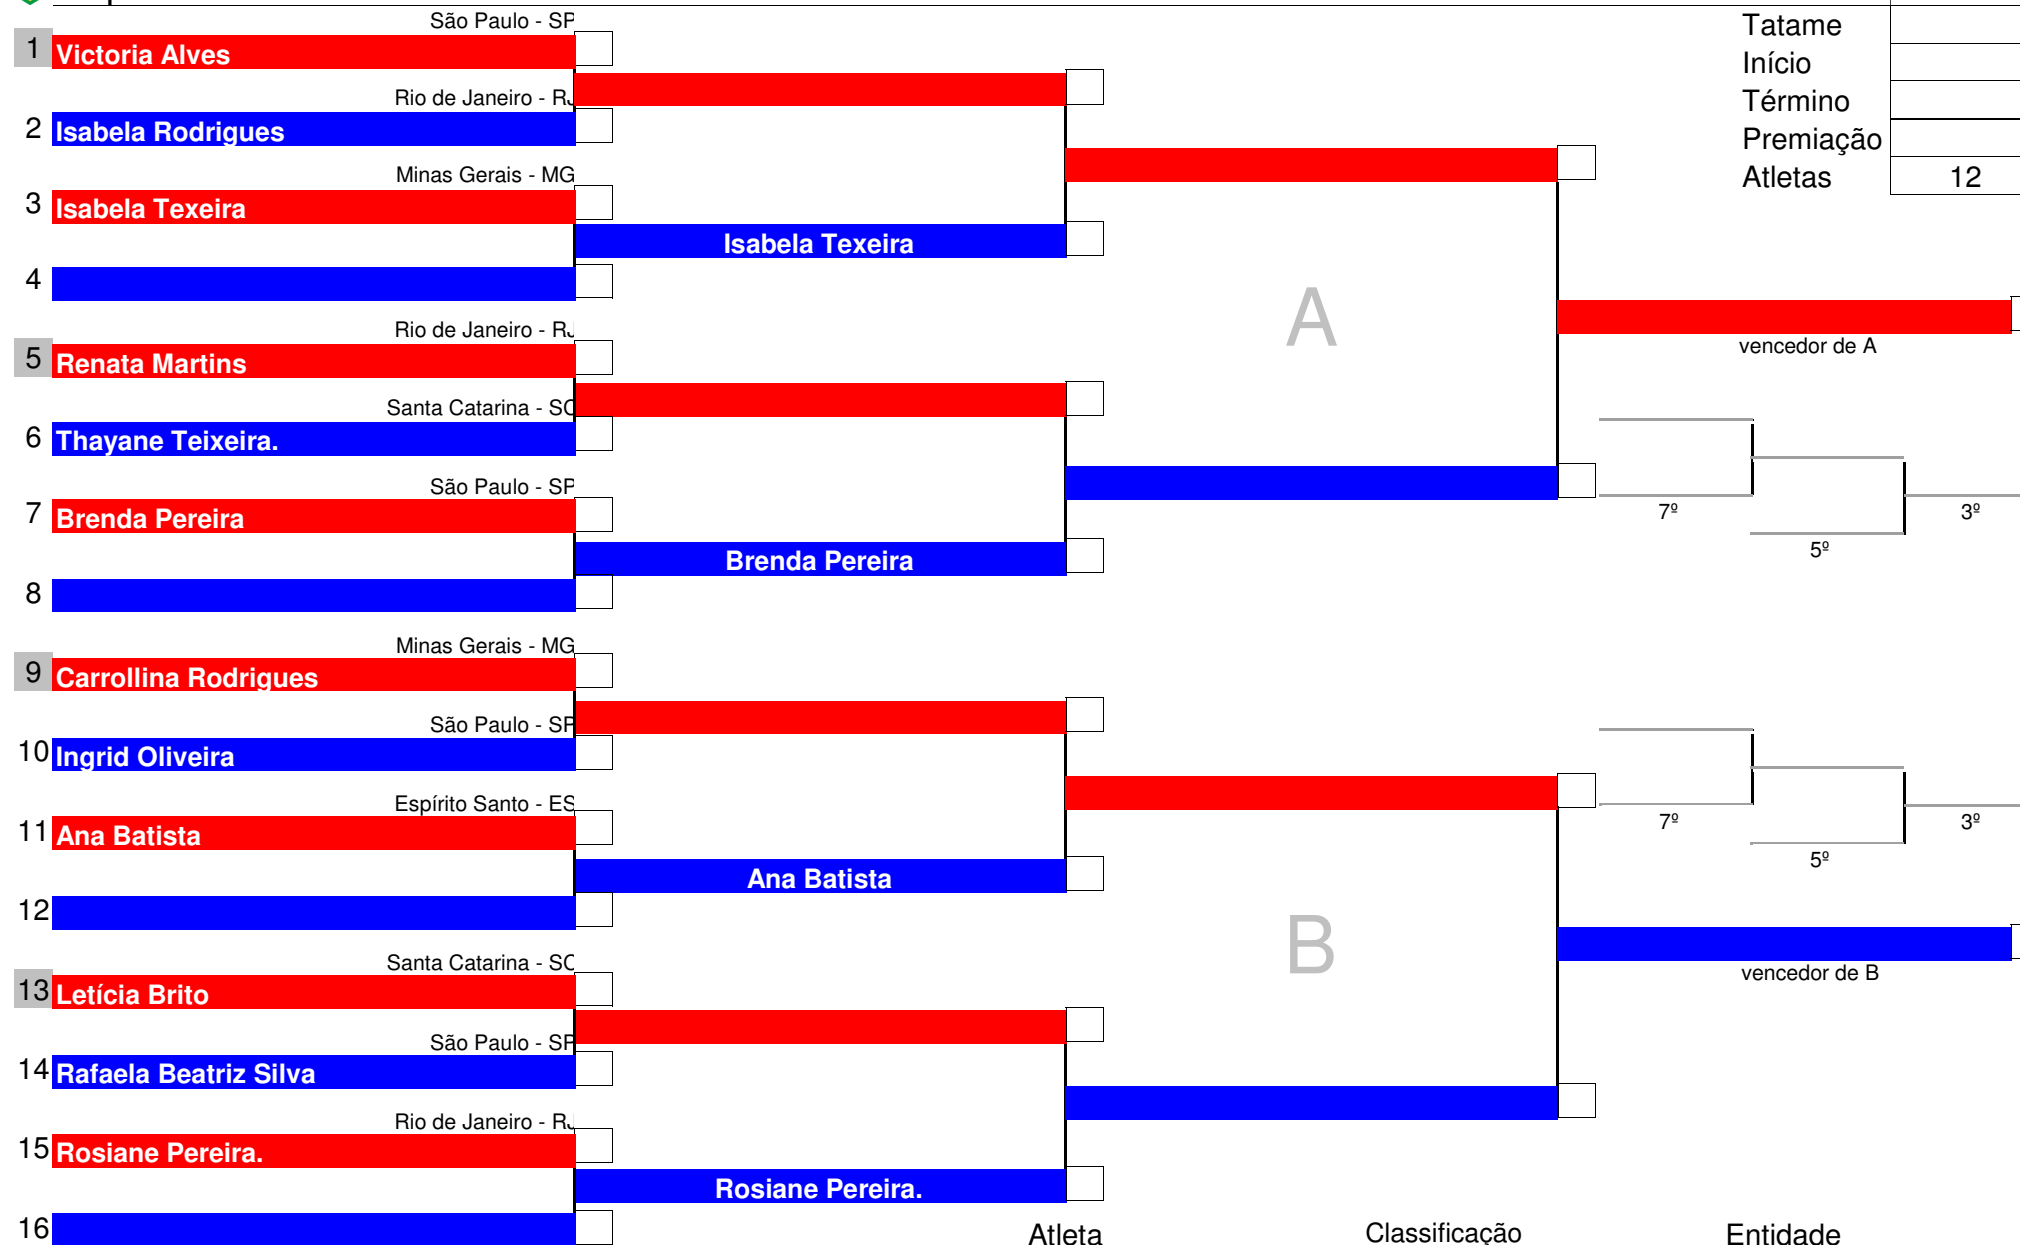 São Paulo - SP
1 Victoria Alves
Rio de Janeiro - RJ
2 Isabela Rodrigues
Minas Gerais - MG
3 Isabela Texeira
Isabela Texeira
4
Rio de Janeiro - RJ
5 Renata Martins
Santa Catarina - SC
6 Thayane Teixeira.
São Paulo - SP
7 Brenda Pereira
Brenda Pereira
8
Minas Gerais - MG
9 Carrollina Rodrigues
São Paulo - SP
10 Ingrid Oliveira
Espírito Santo - ES
11 Ana Batista
Ana Batista
12
Santa Catarina - SC
13 Letícia Brito
São Paulo - SP
14 Rafaela Beatriz Silva
Rio de Janeiro - RJ
15 Rosiane Pereira.
Rosiane Pereira.
16
A
B
Tatame
Início
Término
Premiação
Atletas 12
vencedor de A
7º
3º
5º
7º
3º
5º
vencedor de B
Atleta Classificação Entidade